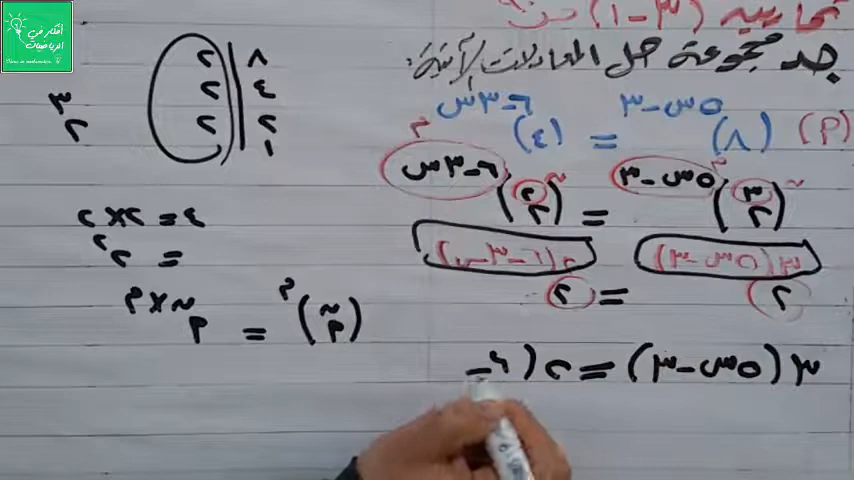 تمارين (٣-١) ص
جد مجموعة حل المعادلات الآتية:
(٨)^(٥س-٣) = (٤)^(٦-٣س)
(٢^٣)^(٥س-٣) = (٢^٢)^(٦-٣س)
٢^٣(٥س-٣) = ٢^٢(٦-٣س)
٣(٥س-٣) = ٢(٦-
٨ ٢
٤ ٢
٢ ٢
١
٢^٣
٤ = ٢×٢
= ٢^٢
أفكار في الرياضيات